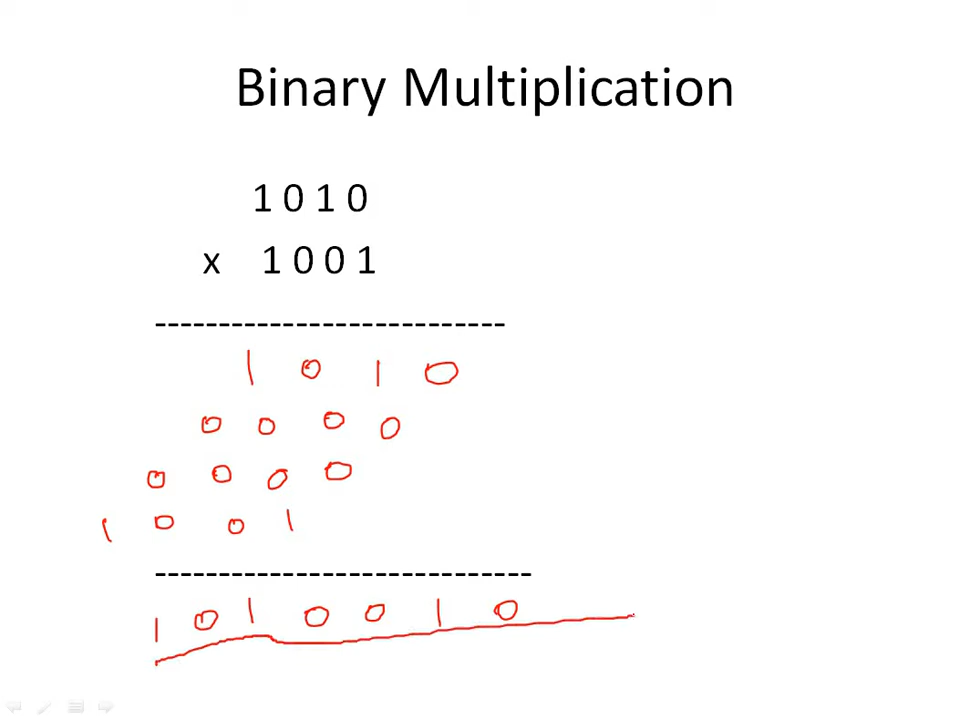 Binary Multiplication
1 0 1 0
x 1 0 0 1
---------------------------
1 0 1 0
0 0 0 0
0 0 0 0
1 0 0 1
-----------------------------
1 0 1 0 0 1 0